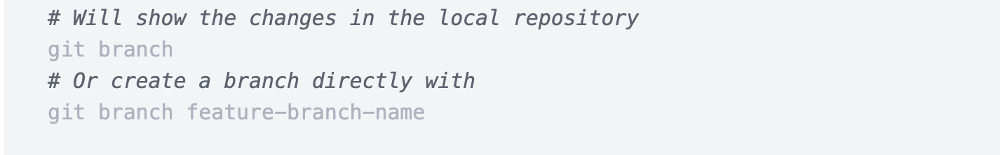 # Will show the changes in the local repository
git branch
# Or create a branch directly with
git branch feature-branch-name